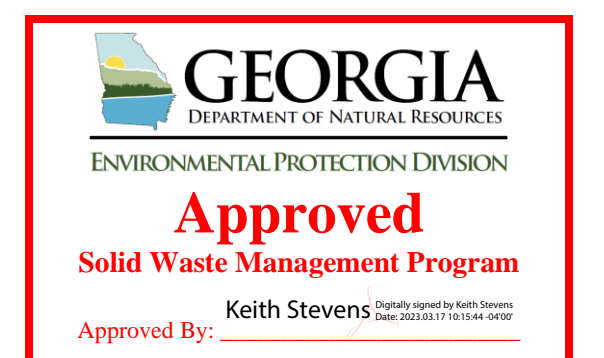 GEORGIA
DEPARTMENT OF NATURAL RESOURCES
ENVIRONMENTAL PROTECTION DIVISION
Approved
Solid Waste Management Program
Keith Stevens Digitally signed by Keith Stevens
Date: 2023.03.17 10:15:44 -04'00'
Approved By: _________________________